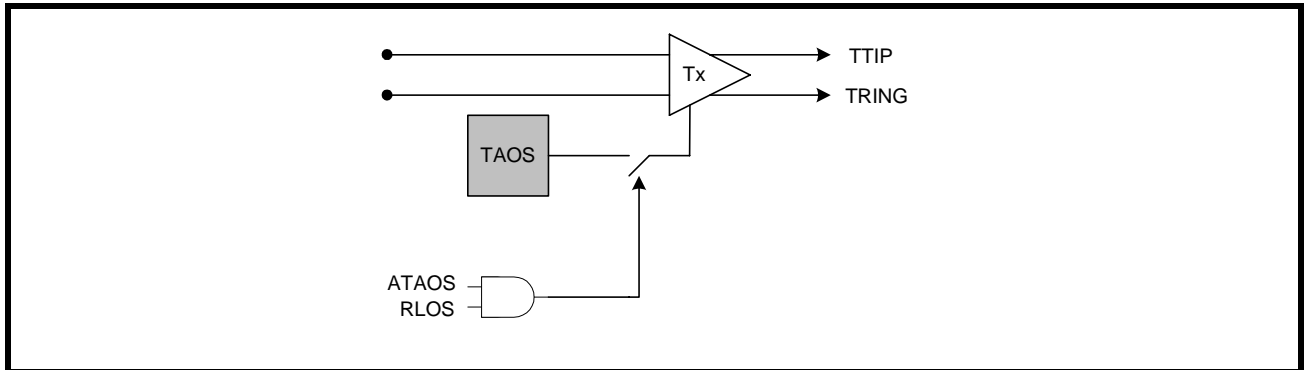 TTIP
Tx
TRING
TAOS
ATAOS
RLOS